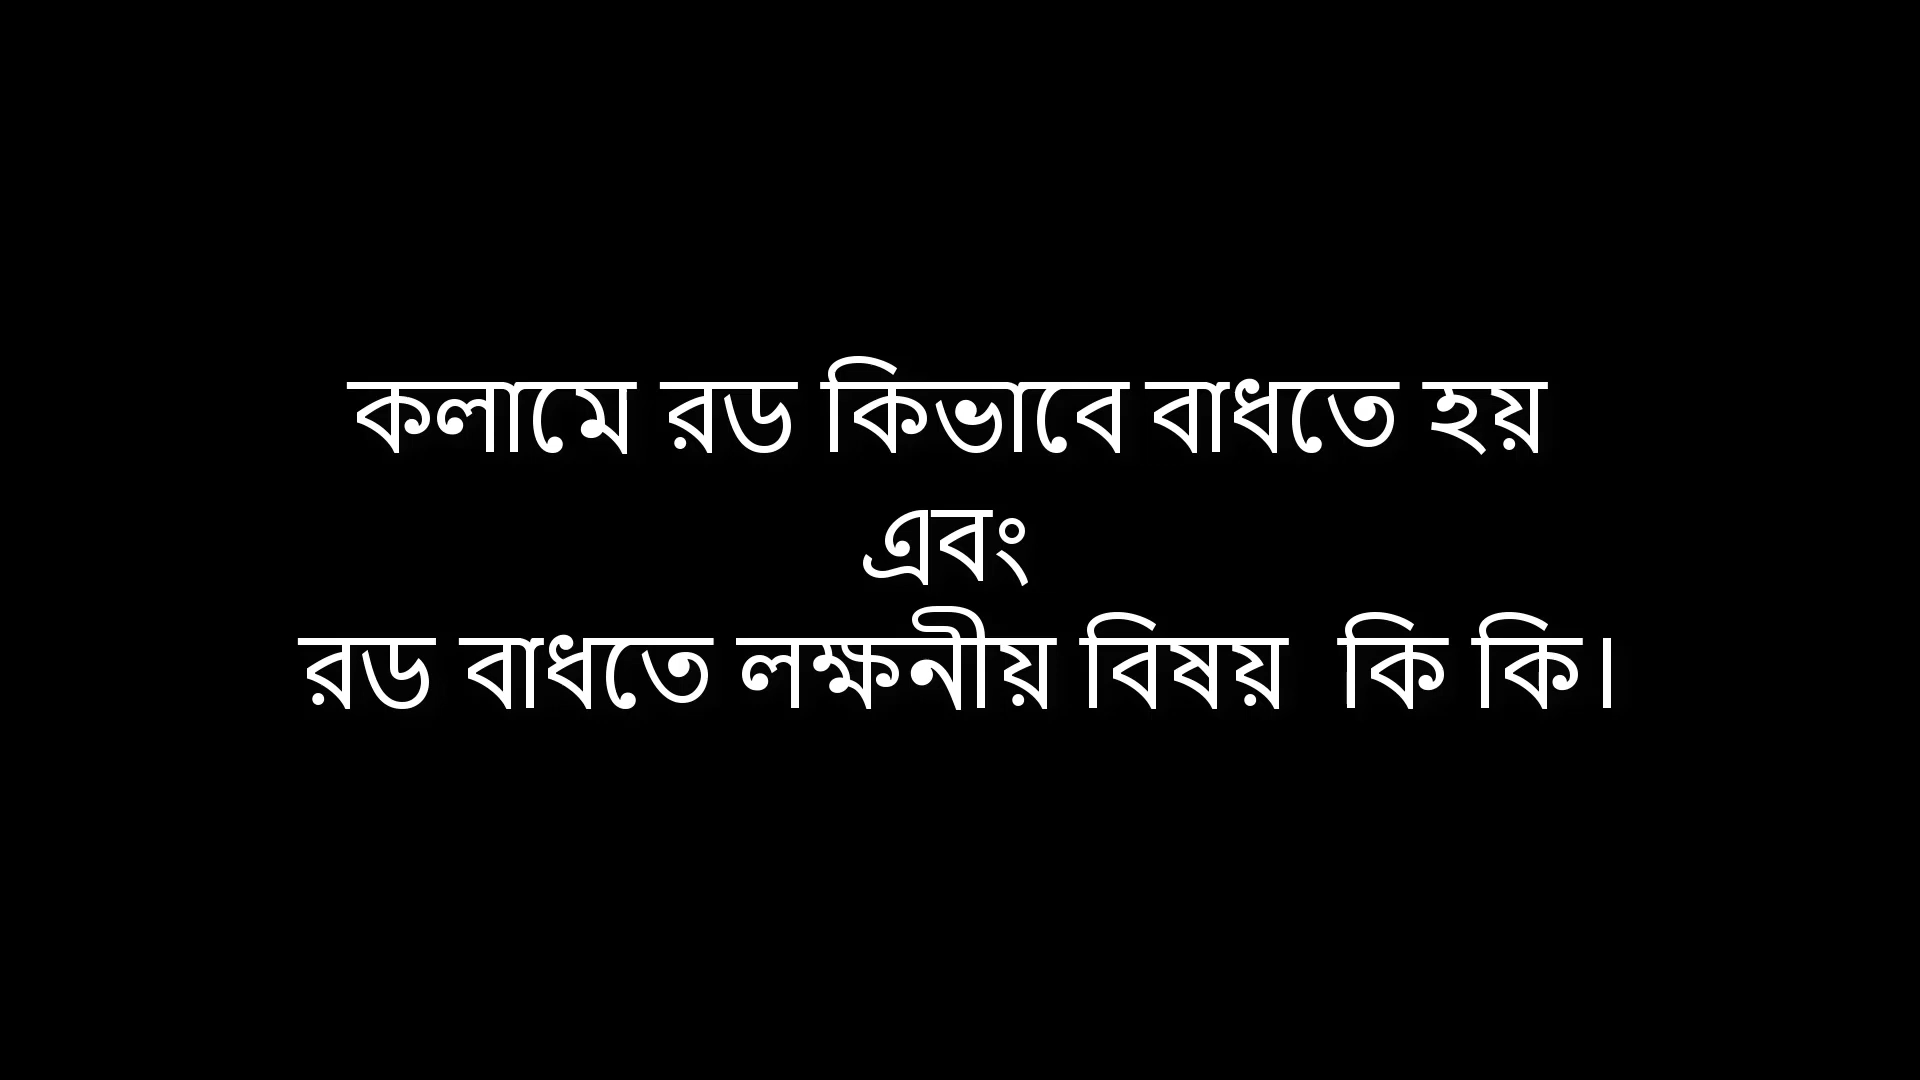 কলামে রড কিভাবে বাধতে হয়
এবং
রড বাধতে লক্ষনীয় বিষয়  কি কি।